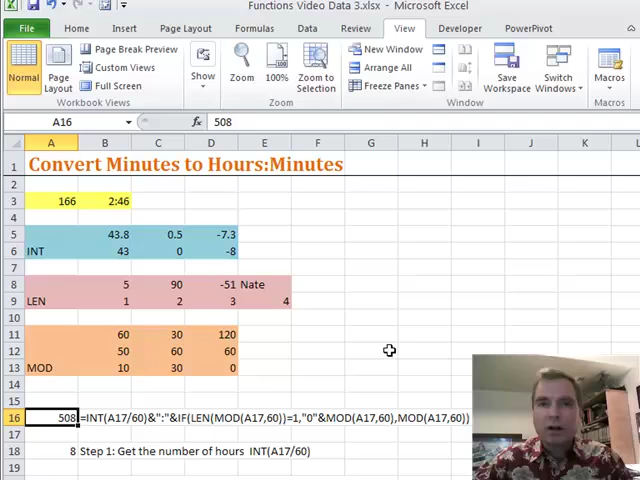 Functions Video Data 3.xlsx - Microsoft Excel
File Home Insert Page Layout Formulas Data Review View Developer PowerPivot
Normal Page Layout Page Break Preview Custom Views Full Screen Show Zoom 100% Zoom to Selection New Window Arrange All Freeze Panes Save Workspace Switch Windows Macros
Workbook Views Zoom Window Macros
A16 fx 508
A B C D E F G H I J K L
1 Convert Minutes to Hours:Minutes
2
3 166 2:46
4
5 43.8 0.5 -7.3
6 INT 43 0 -8
7
8 5 90 -51 Nate
9 LEN 1 2 3 4
10
11 60 30 120
12 50 60 60
13 MOD 10 30 0
14
15
16 508 =INT(A17/60)&":"&IF(LEN(MOD(A17,60))=1,"0"&MOD(A17,60),MOD(A17,60))
17
18 8 Step 1: Get the number of hours INT(A17/60)